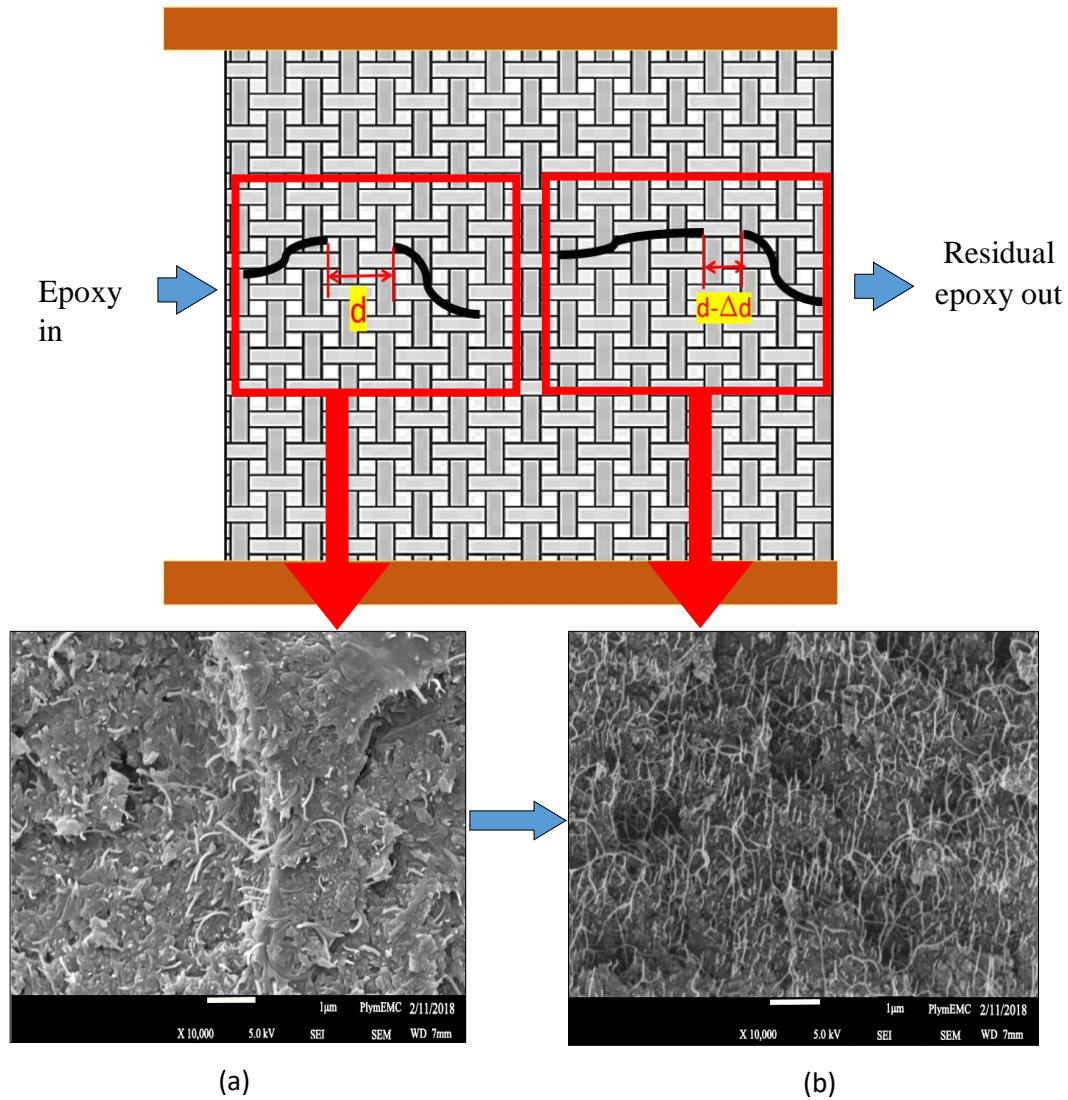 Epoxy
in
d
d-Δd
Residual
epoxy out
1μm PlymEMC 2/11/2018
X 10,000 5.0 kV SEI SEM WD 7mm
1μm PlymEMC 2/11/2018
X 10,000 5.0 kV SEI SEM WD 7mm
(a)
(b)